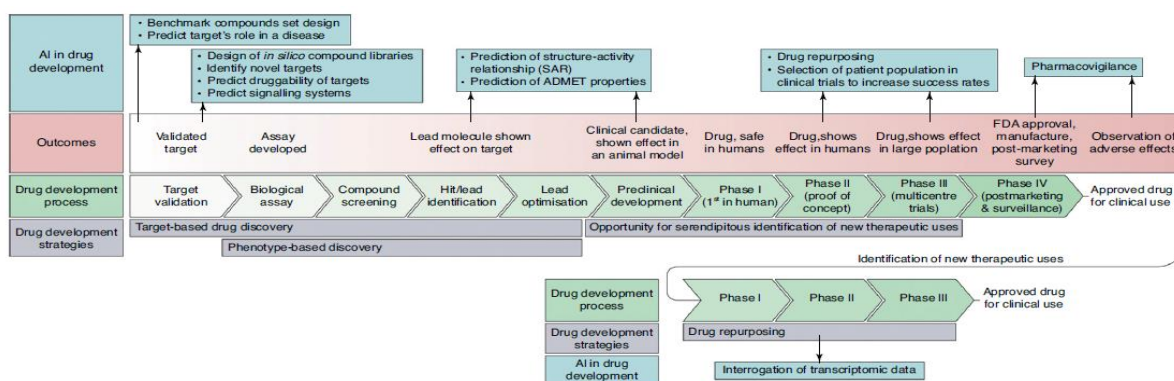 AI in drug
development
• Benchmark compounds set design
• Predict target's role in a disease
• Design of in silico compound libraries
• Identify novel targets
• Predict druggability of targets
• Predict signalling systems
• Prediction of structure-activity
relationship (SAR)
• Prediction of ADMET properties
• Drug repurposing
• Selection of patient population in
clinical trials to increase success rates
Pharmacovigilance
Outcomes
Validated
target
Assay
developed
Lead molecule shown
effect on target
Clinical candidate,
shown effect in
an animal model
Drug, safe
in humans
Drug,shows
effect in humans
Drug,shows effect
in large poplation
FDA approval,
manufacture,
post-marketing
survey
Observation of
adverse effects
Drug development
process
Target
validation
Biological
assay
Compound
screening
Hit/lead
identification
Lead
optimisation
Preclinical
development
Phase I
(1st in human)
Phase II
(proof of
concept)
Phase III
(multicentre
trials)
Phase IV
(postmarketing
& surveillance)
Approved drug
for clinical use
Drug development
strategies
Target-based drug discovery
Opportunity for serendipitous identification of new therapeutic uses
Phenotype-based discovery
Identification of new therapeutic uses
Drug development
process
Phase I
Phase II
Phase III
Approved drug
for clinical use
Drug development
strategies
Drug repurposing
AI in drug
development
Interrogation of transcriptomic data